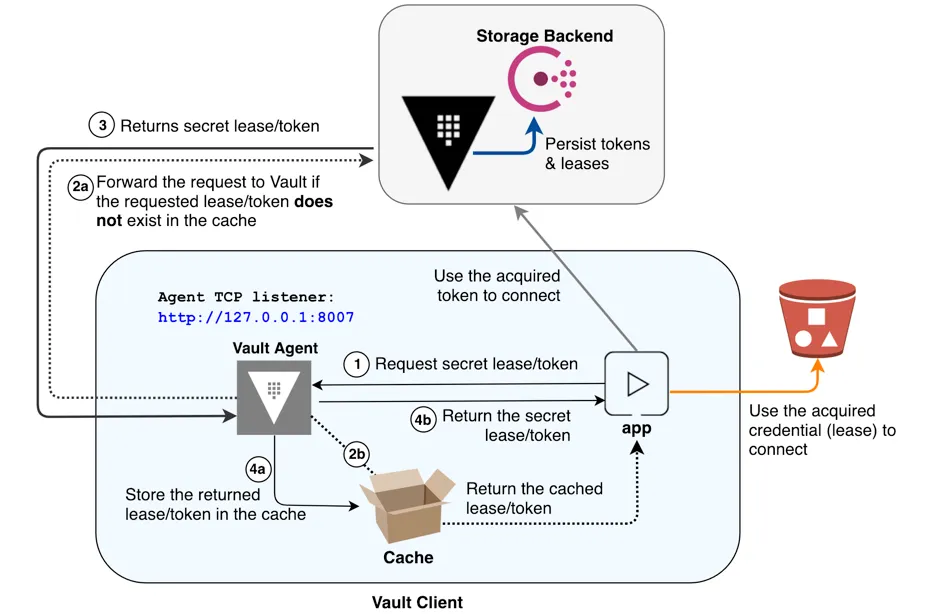 Storage Backend
Persist tokens
& leases
3 Returns secret lease/token
2a Forward the request to Vault if
the requested lease/token does
not exist in the cache
Use the acquired
token to connect
Agent TCP listener:
http://127.0.0.1:8007
Vault Agent
1 Request secret lease/token
4b Return the secret
lease/token
app
Use the acquired
credential (lease) to
connect
2b
4a
Store the returned
lease/token in the cache
Return the cached
lease/token
Cache
Vault Client